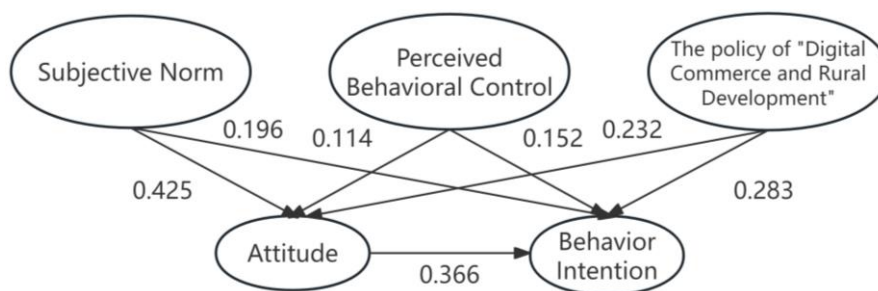 Subjective Norm
Perceived
Behavioral Control
The policy of "Digital
Commerce and Rural
Development"
0.196
0.114
0.152
0.232
0.425
0.283
Attitude
0.366
Behavior
Intention